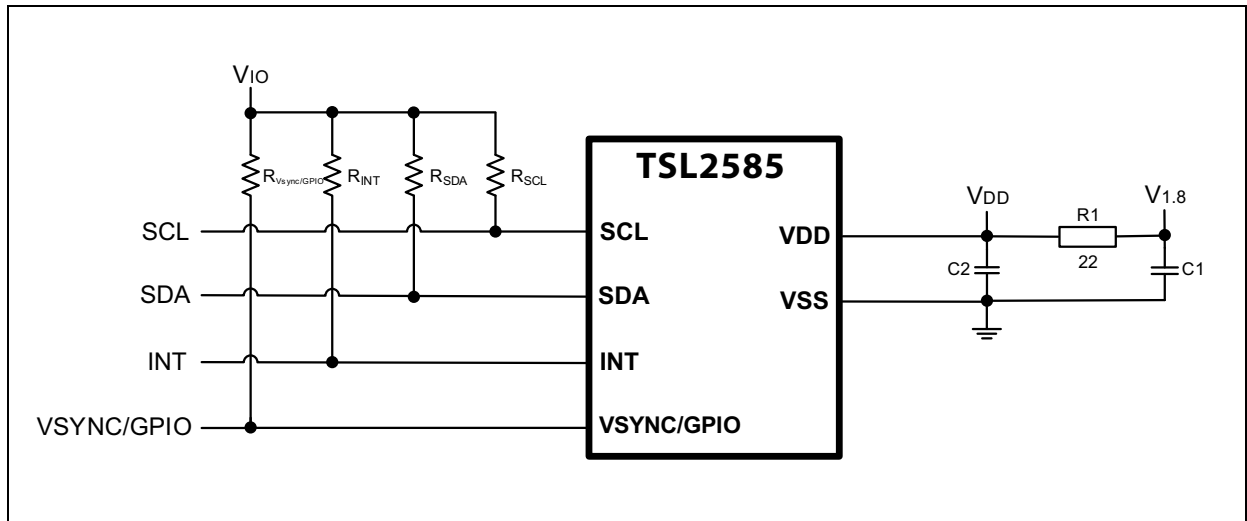 VIO
RVsync/GPIO
RINT
RSDA
RSCL
TSL2585
SCL
SCL
SDA
SDA
INT
INT
VSYNC/GPIO
VSYNC/GPIO
VDD
VSS
VDD
V1.8
R1
22
C2
C1